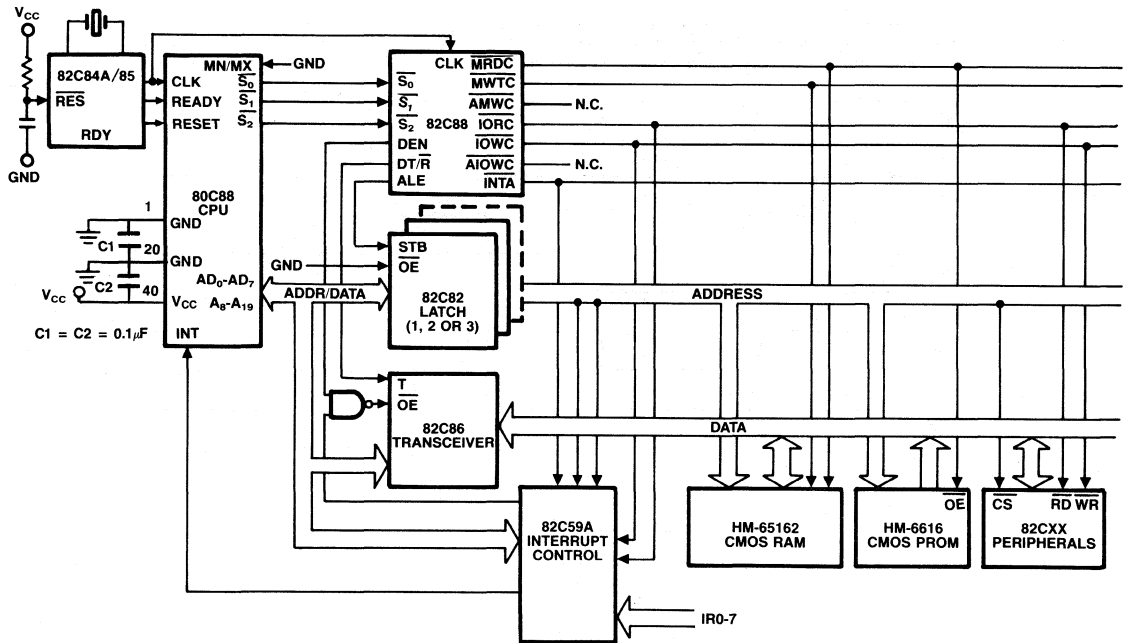 VCC
82C84A/85
RES
RDY
GND
CLK
READY
RESET
MN/MX
S0
S1
S2
GND
80C88
CPU
1
GND
C1
20
GND
C2
VCC
40
VCC
AD0-AD7
A8-A19
INT
C1 = C2 = 0.1µF
CLK
S0
S1
S2
82C88
DEN
DT/R
ALE
MRDC
MWTC
AMWC
N.C.
IORC
IOWC
AIOWC
N.C.
INTA
STB
GND
OE
ADDR/DATA
82C82
LATCH
(1, 2 OR 3)
ADDRESS
T
OE
82C86
TRANSCEIVER
DATA
82C59A
INTERRUPT
CONTROL
IR0-7
HM-65162
CMOS RAM
OE
HM-6616
CMOS PROM
CS
RD WR
82CXX
PERIPHERALS